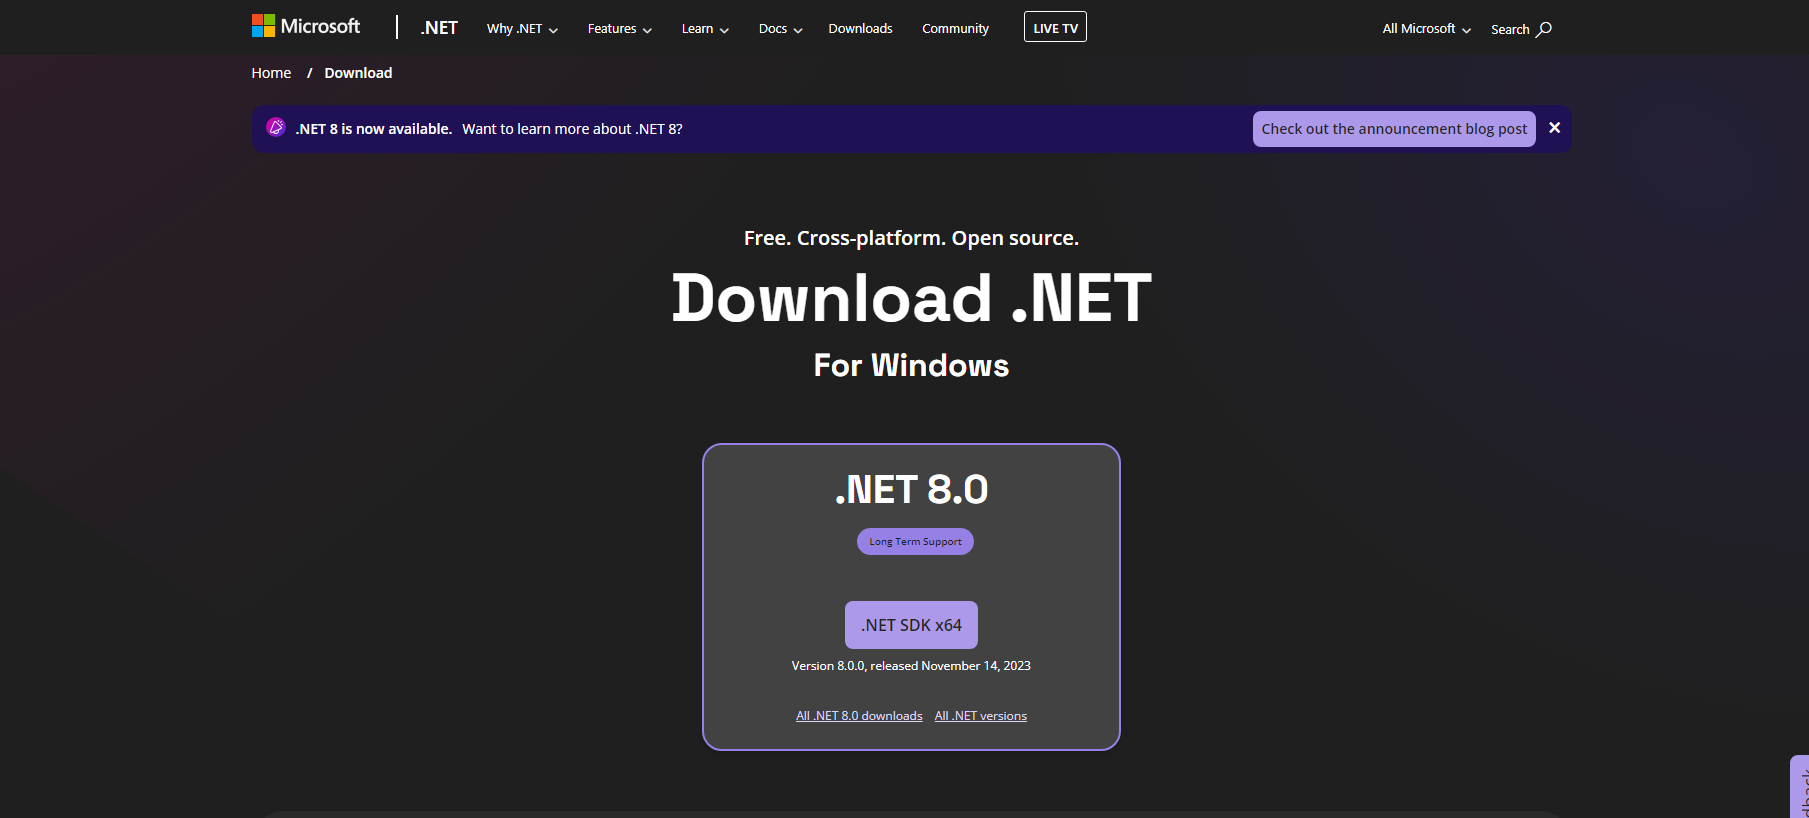 Microsoft .NET Why .NET Features Learn Docs Downloads Community LIVE TV All Microsoft Search
Home / Download
.NET 8 is now available. Want to learn more about .NET 8? Check out the announcement blog post
Free. Cross-platform. Open source.
Download .NET
For Windows
.NET 8.0
Long Term Support
.NET SDK x64
Version 8.0.0, released November 14, 2023
All .NET 8.0 downloads All .NET versions